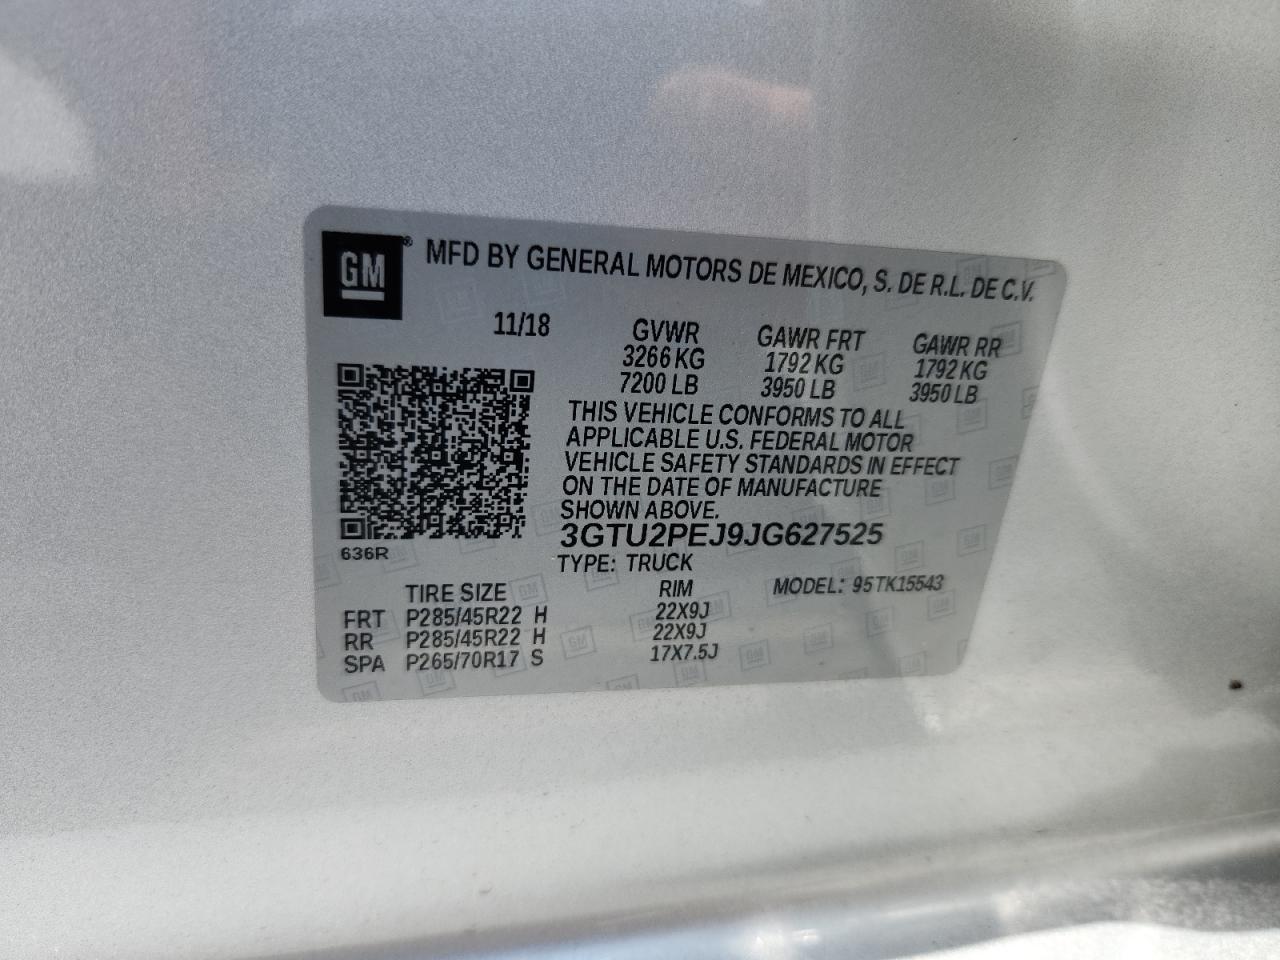 GM® MFD BY GENERAL MOTORS DE MEXICO, S. DE R.L. DE C.V.
11/18 GVWR GAWR FRT GAWR RR
3266 KG 1792 KG 1792 KG
7200 LB 3950 LB 3950 LB
THIS VEHICLE CONFORMS TO ALL
APPLICABLE U.S. FEDERAL MOTOR
VEHICLE SAFETY STANDARDS IN EFFECT
ON THE DATE OF MANUFACTURE
SHOWN ABOVE.
3GTU2PEJ9JG627525
636R
TYPE: TRUCK
TIRE SIZE RIM MODEL: 95TK15543
FRT P285/45R22 H 22X9J
RR P285/45R22 H 22X9J
SPA P265/70R17 S 17X7.5J